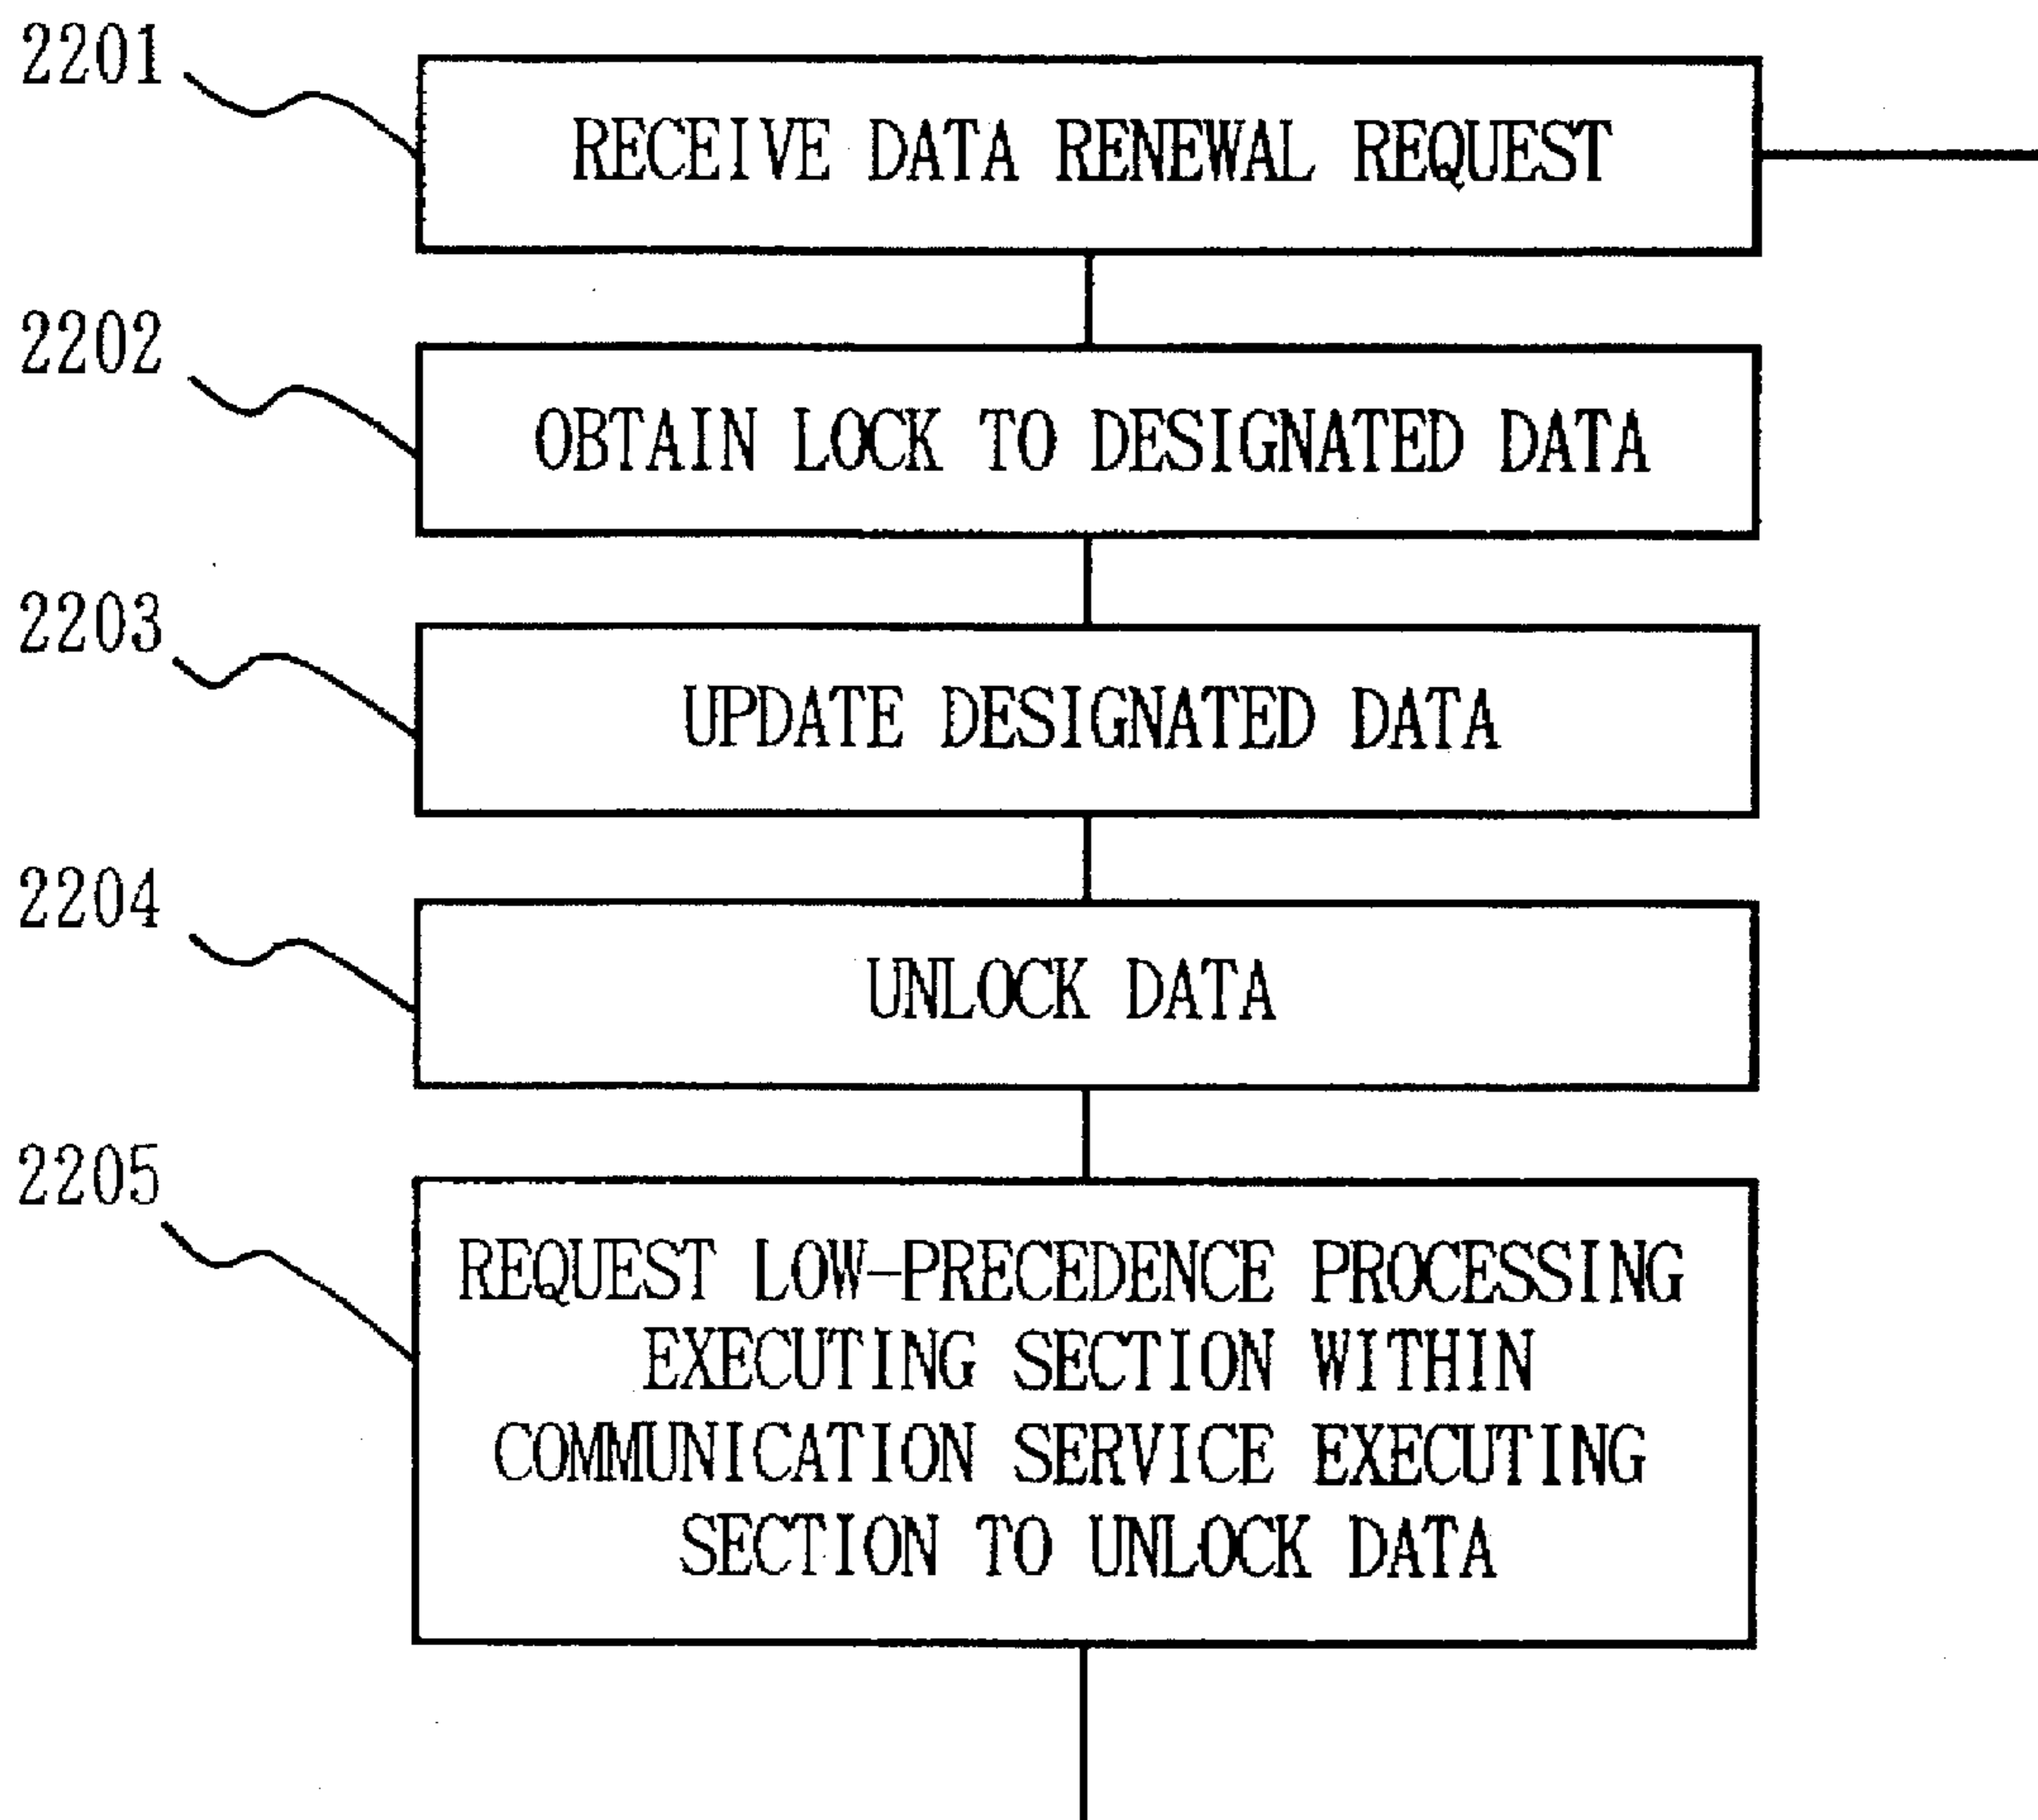 2201
RECEIVE DATA RENEWAL REQUEST
2202
OBTAIN LOCK TO DESIGNATED DATA
2203
UPDATE DESIGNATED DATA
2204
UNLOCK DATA
2205
REQUEST LOW-PRECEDENCE PROCESSING
EXECUTING SECTION WITHIN
COMMUNICATION SERVICE EXECUTING
SECTION TO UNLOCK DATA